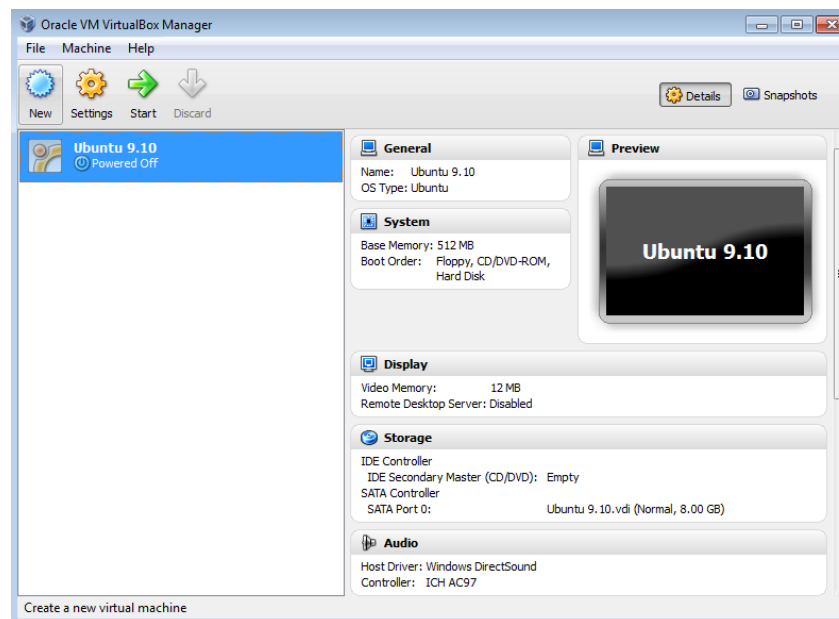 Oracle VM VirtualBox Manager
File Machine Help
New Settings Start Discard
Details Snapshots
Ubuntu 9.10
Powered Off
General
Name: Ubuntu 9.10
OS Type: Ubuntu
System
Base Memory: 512 MB
Boot Order: Floppy, CD/DVD-ROM,
Hard Disk
Preview
Ubuntu 9.10
Display
Video Memory: 12 MB
Remote Desktop Server: Disabled
Storage
IDE Controller
IDE Secondary Master (CD/DVD): Empty
SATA Controller
SATA Port 0: Ubuntu 9.10.vdi (Normal, 8.00 GB)
Audio
Host Driver: Windows DirectSound
Controller: ICH AC97
Create a new virtual machine